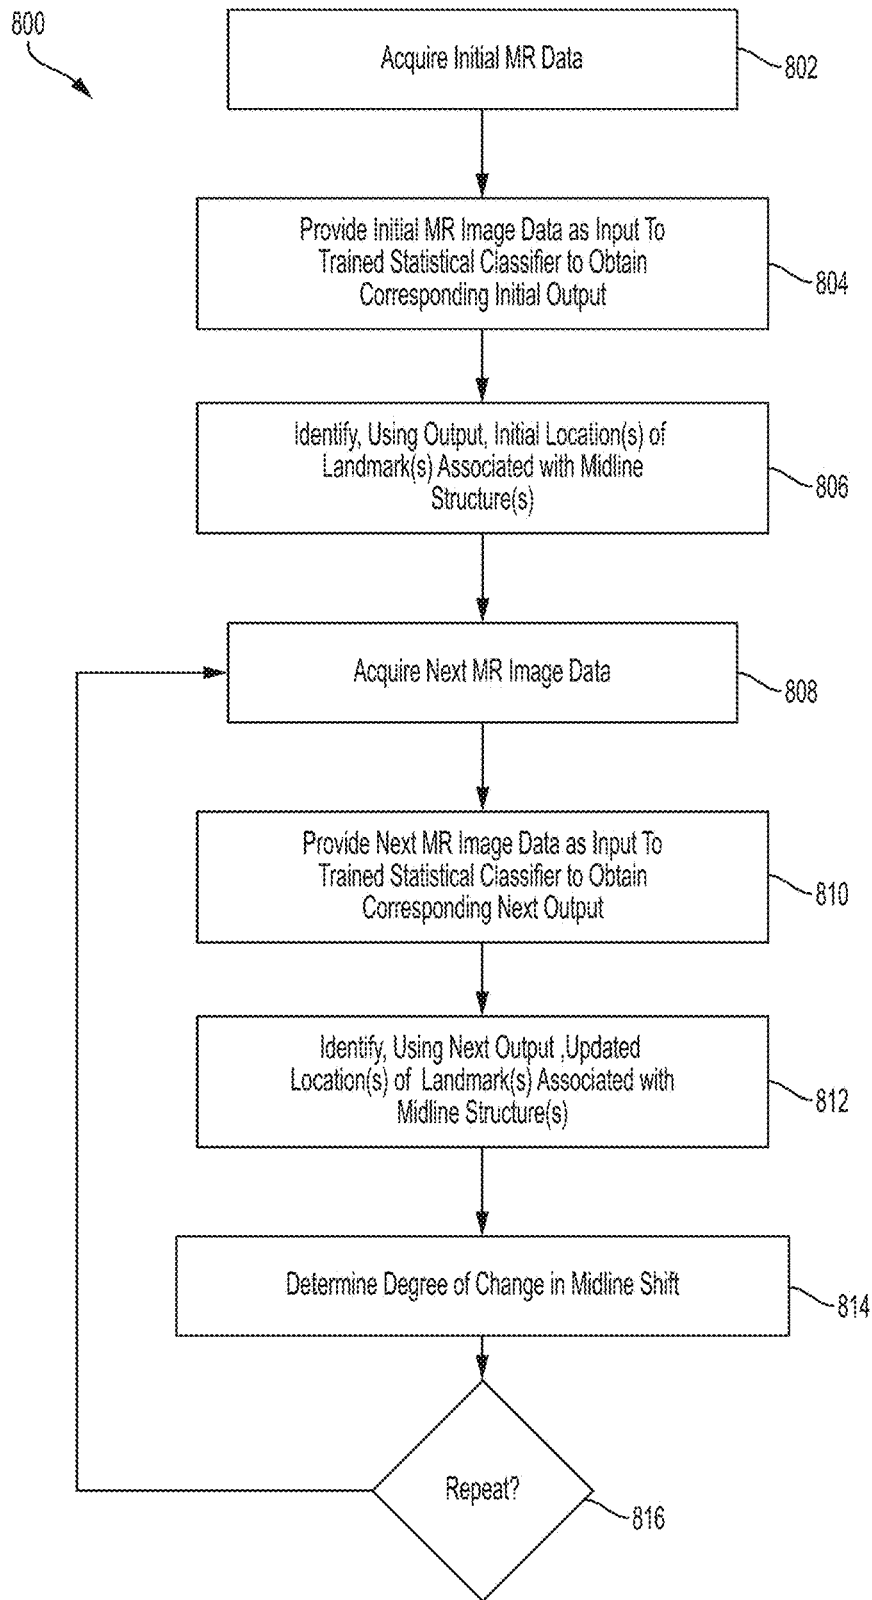 800
Acquire Initial MR Data
802
Provide Initial MR Image Data as Input To
Trained Statistical Classifier to Obtain
Corresponding Initial Output
804
Identify, Using Output, Initial Location(s) of
Landmark(s) Associated with Midline
Structure(s)
806
Acquire Next MR Image Data
808
Provide Next MR Image Data as Input To
Trained Statistical Classifier to Obtain
Corresponding Next Output
810
Identify, Using Next Output ,Updated
Location(s) of Landmark(s) Associated with
Midline Structure(s)
812
Determine Degree of Change in Midline Shift
814
Repeat?
816